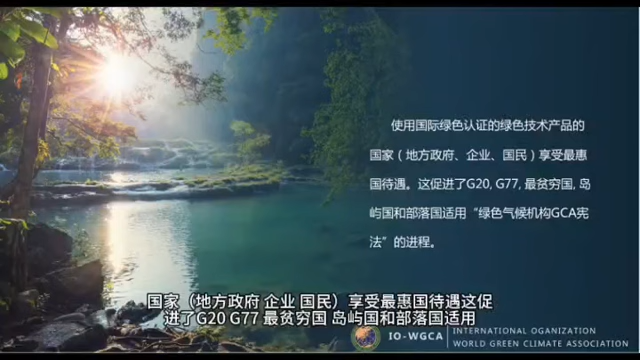 使用国际绿色认证的绿色技术产品的
国家（地方政府、企业、国民）享受最惠
国待遇。这促进了G20, G77, 最贫穷国, 岛
屿国和部落国适用“绿色气候机构GCA宪
法”的进程。
国家（地方政府 企业 国民）享受最惠国待遇这促
进了G20 G77 最贫穷国 岛屿国和部落国适用
IO-WGCA
INTERNATIONAL OGANIZATION
WORLD GREEN CLIMATE ASSOCIATION